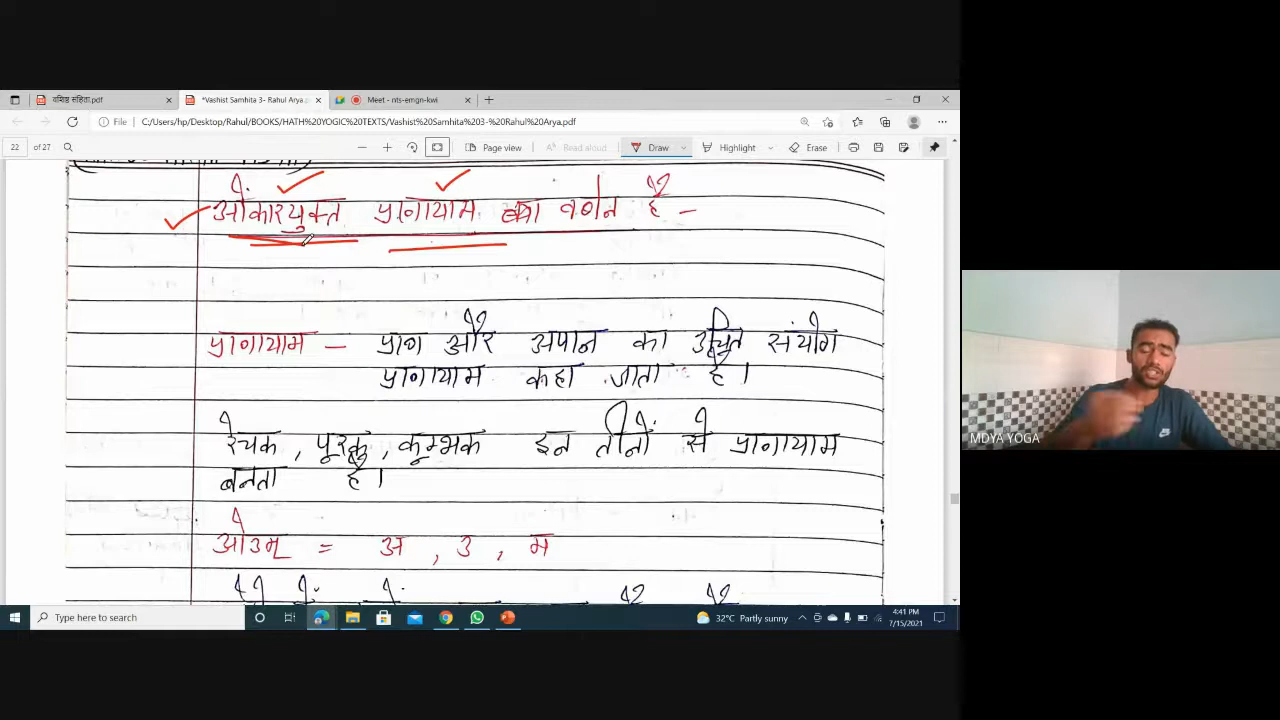 वशिष्ठ संहिता.pdf
*Vashist Samhita 3- Rahul Arya.p
Meet - nts-emgn-kwi
File
C:/Users/hp/Desktop/Rahul/BOOKS/HATH%20YOGIC%20TEXTS/Vashist%20Samhita%203-%20Rahul%20Arya.pdf
22 of 27
Page view
Read aloud
Draw
Highlight
Erase
ओंकारयुक्त प्राणायाम का वर्णन है -
प्राणायाम - प्राण और अपान का उचित संयोग
प्राणायाम कहा जाता है।
रेचक, पूरक, कुम्भक इन तीनों से प्राणायाम
बनता है।
ओउम् = अ, उ, म
MDYA YOGA
Type here to search
32°C Partly sunny
4:41 PM
7/15/2021